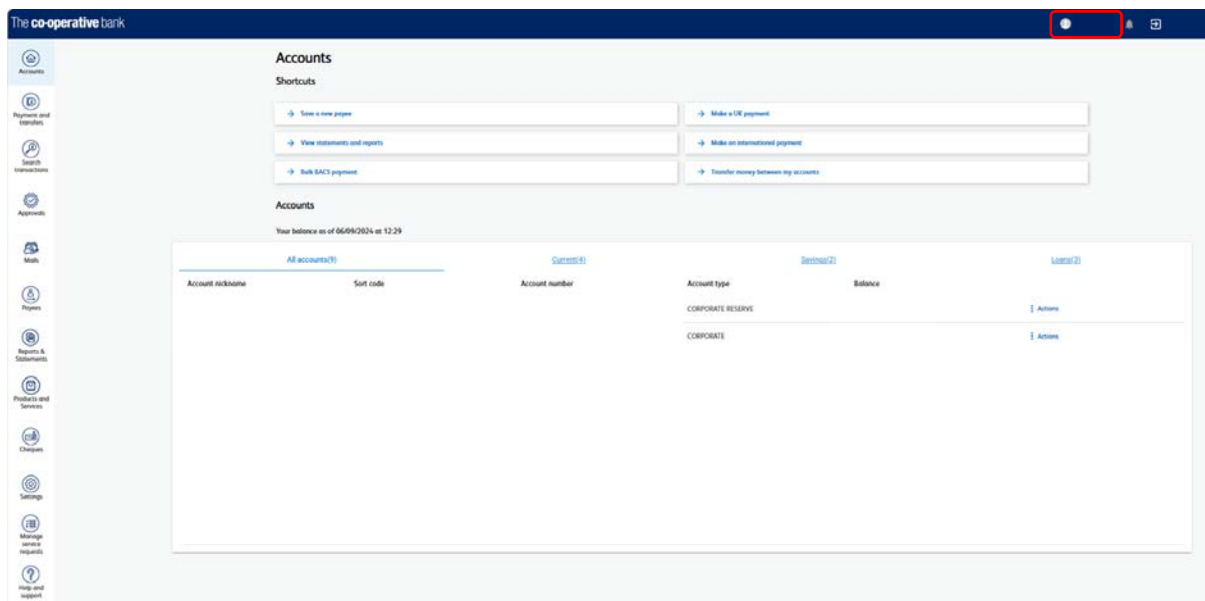 The co-operative bank
Accounts
Payment and
transfers
Search
transactions
Approvals
Mails
Payees
Reports &
Statements
Products and
Services
Cheques
Settings
Manage
service
requests
Help and
support
Accounts
Shortcuts
Save a new payee
Make a UK payment
View statements and reports
Make an international payment
Bulk BACS payment
Transfer money between my accounts
Accounts
Your balance as of 06/09/2024 at 12:29
All accounts(9) Current(4) Savings(2) Loans(3)
Account nickname Sort code Account number Account type Balance
CORPORATE RESERVE Actions
CORPORATE Actions